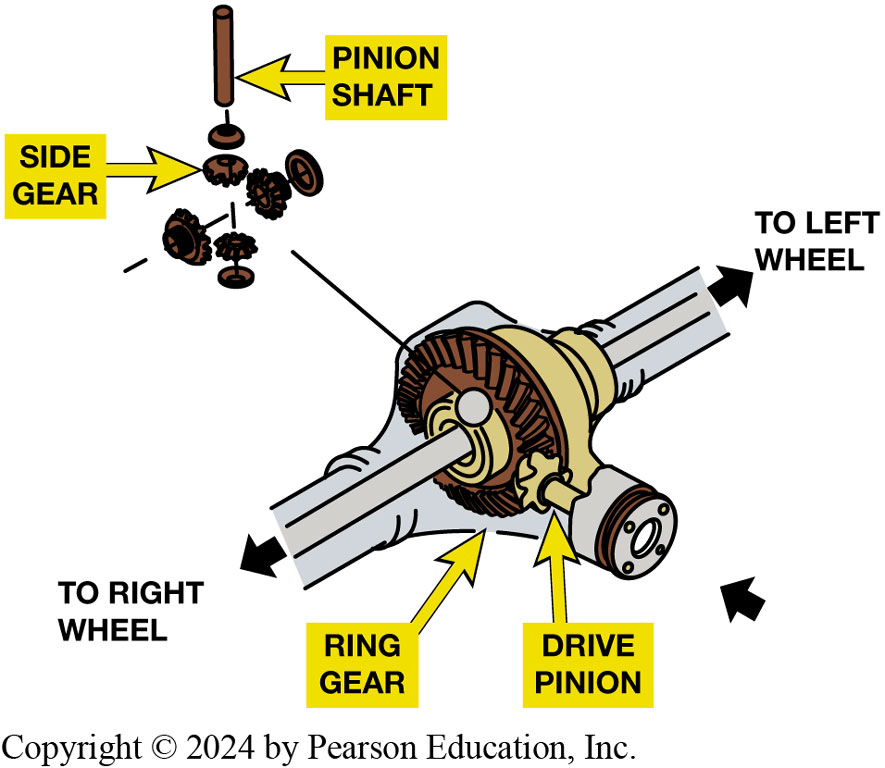 PINION
SHAFT
SIDE
GEAR
TO LEFT
WHEEL
TO RIGHT
WHEEL
RING
GEAR
DRIVE
PINION
Copyright © 2024 by Pearson Education, Inc.